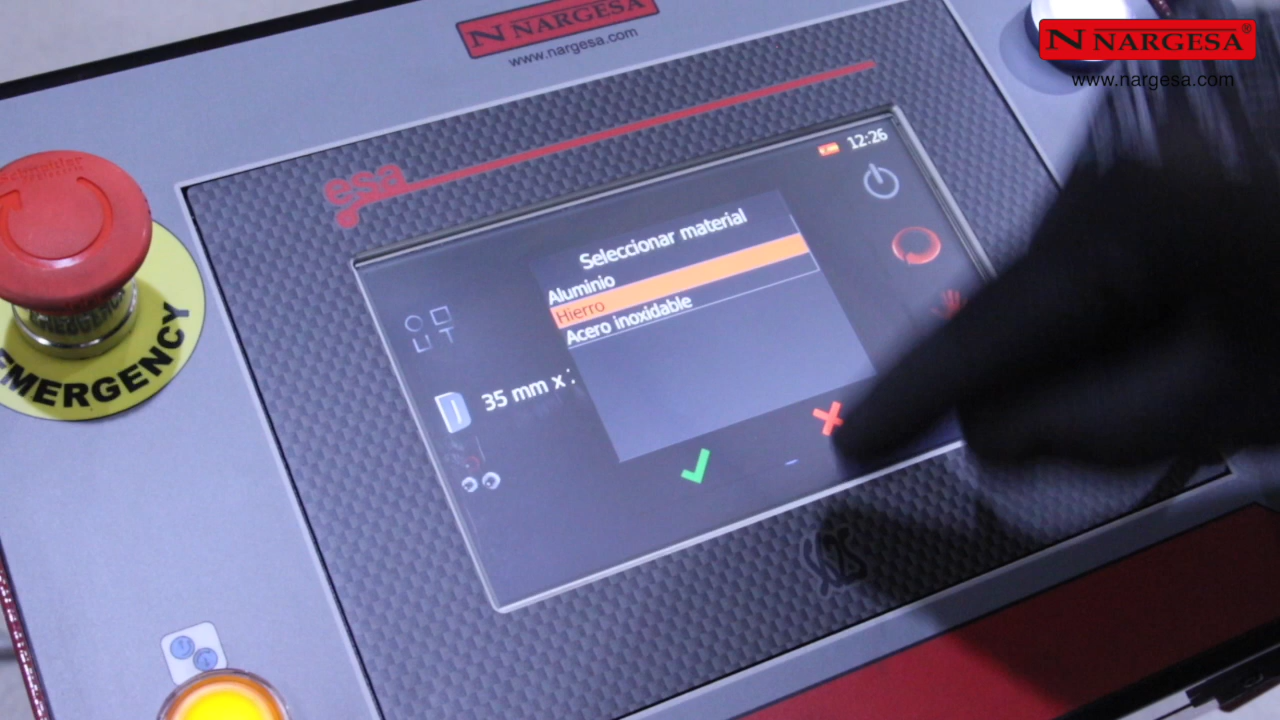 NARGESA
www.nargesa.com
NARGESA®
www.nargesa.com
esa
12:26
Seleccionar material
Aluminio
Hierro
Acero inoxidable
35 mm x
EMERGENCY